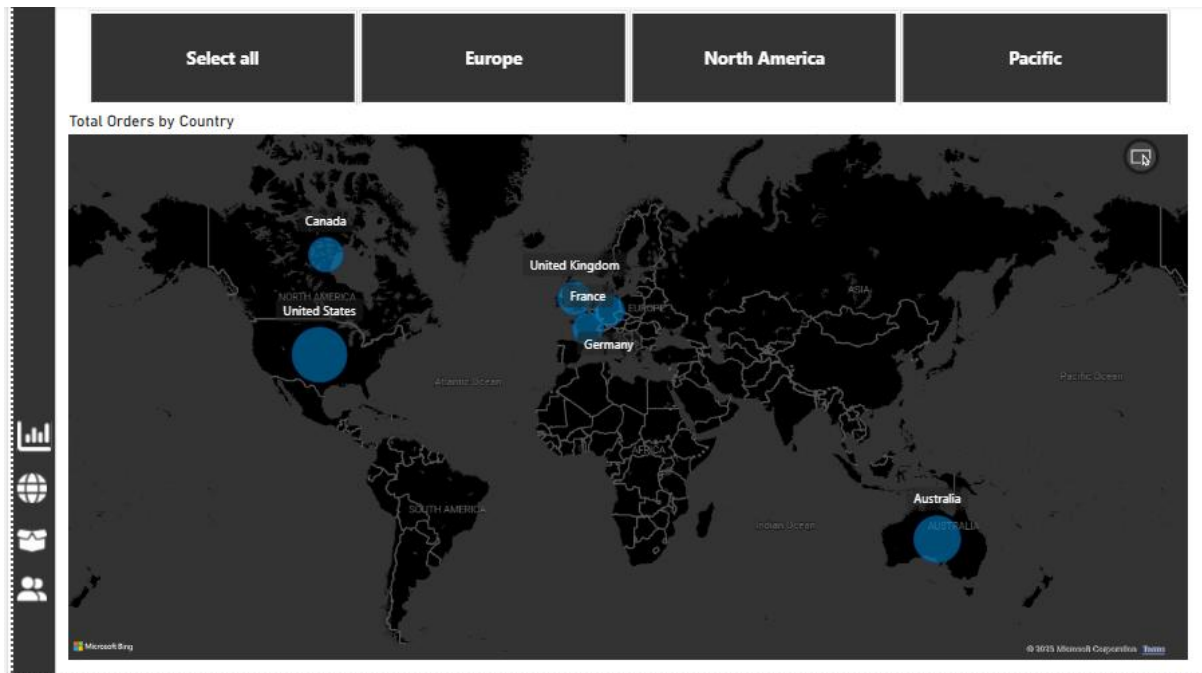 Select all
Europe
North America
Pacific
Total Orders by Country
Canada
United Kingdom
NORTH AMERICA
France
ASIA
EUROPE
United States
Germany
Atlantic Ocean
Pacific Ocean
AFRICA
Australia
SOUTH AMERICA
Indian Ocean
AUSTRALIA
Microsoft Bing
© 2025 Microsoft Corporation Terms